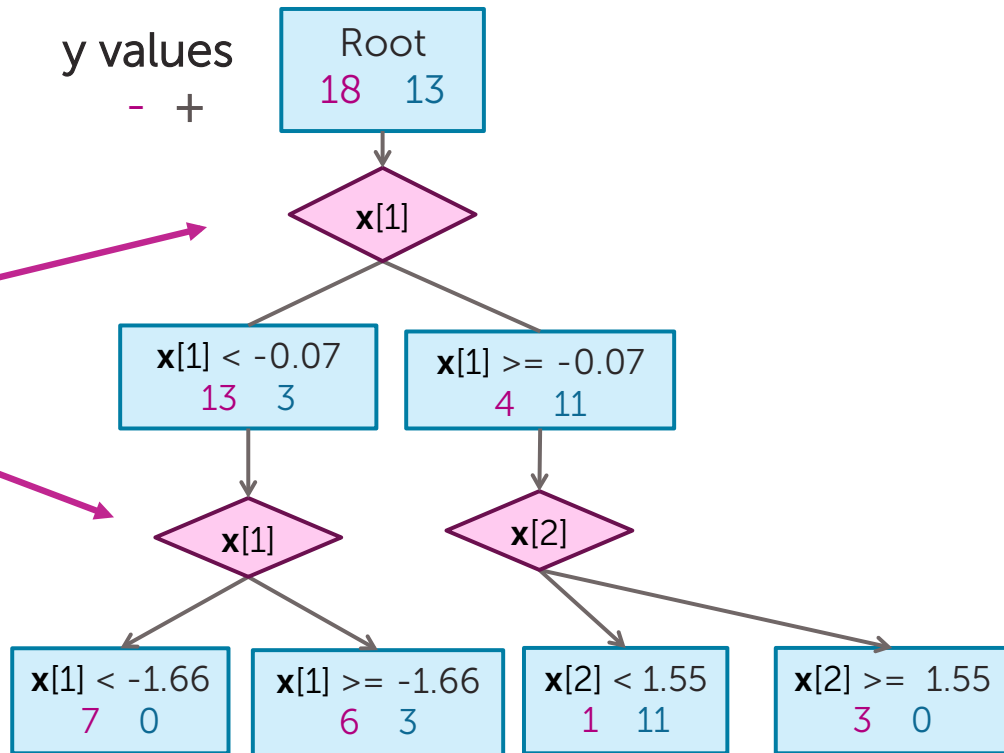 y values
- +
Root
18 13
x[1]
x[1] < -0.07
13 3
x[1] >= -0.07
4 11
x[1]
x[2]
x[1] < -1.66
7 0
x[1] >= -1.66
6 3
x[2] < 1.55
1 11
x[2] >= 1.55
3 0